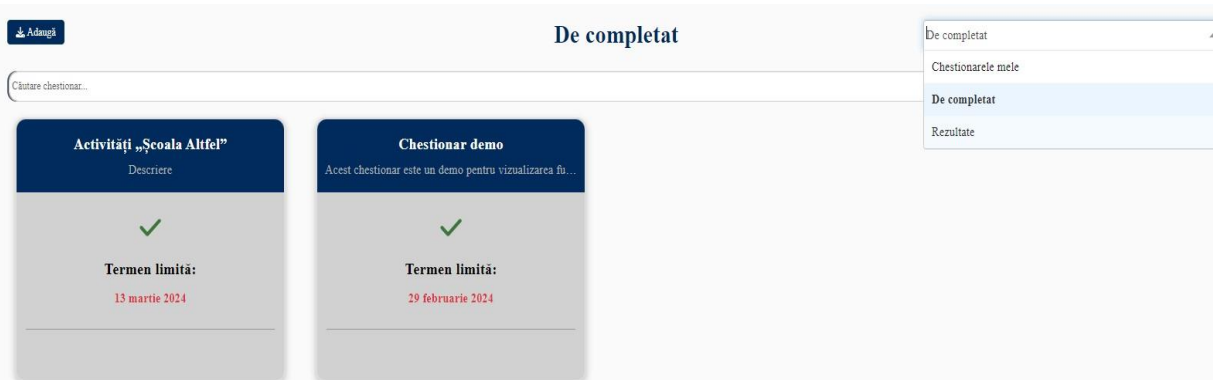 Adaugă
De completat
De completat
Chestionarele mele
De completat
Rezultate
Căutare chestionar...
Activități „Școala Altfel”
Descriere
Termen limită:
13 martie 2024
Chestionar demo
Acest chestionar este un demo pentru vizualizarea fu...
Termen limită:
29 februarie 2024